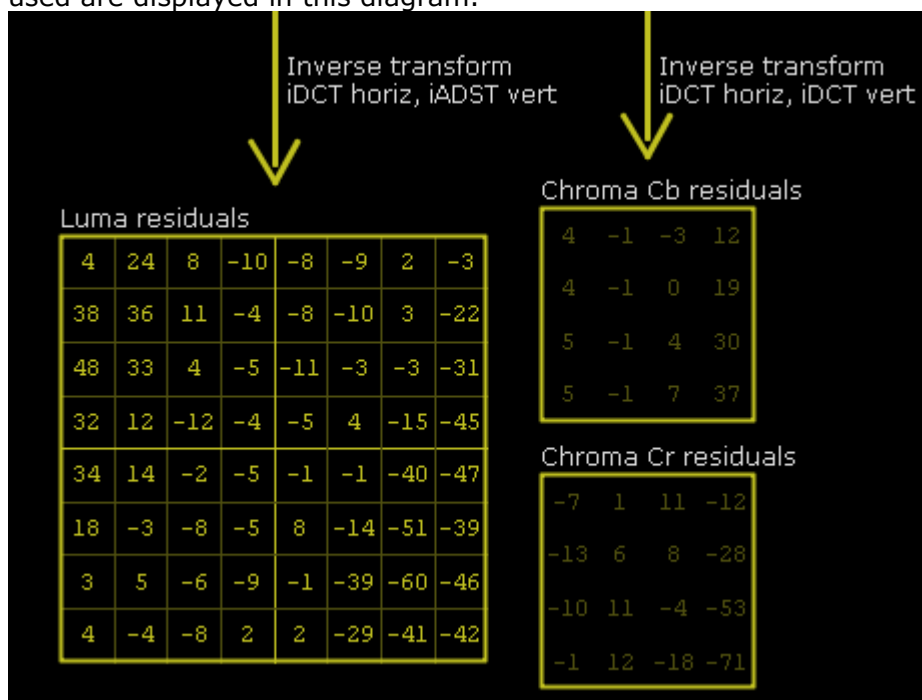 used are displayed in this diagram.
Inverse transform
iDCT horiz, iADST vert
Inverse transform
iDCT horiz, iDCT vert
Luma residuals
4 24 8 -10 -8 -9 2 -3
38 36 11 -4 -8 -10 3 -22
48 33 4 -5 -11 -3 -3 -31
32 12 -12 -4 -5 4 -15 -45
34 14 -2 -5 -1 -1 -40 -47
18 -3 -8 -5 8 -14 -51 -39
3 5 -6 -9 -1 -39 -60 -46
4 -4 -8 2 2 -29 -41 -42
Chroma Cb residuals
4 -1 -3 12
4 -1 0 19
5 -1 4 30
5 -1 7 37
Chroma Cr residuals
-7 1 11 -12
-13 6 8 -28
-10 11 -4 -53
-1 12 -18 -71